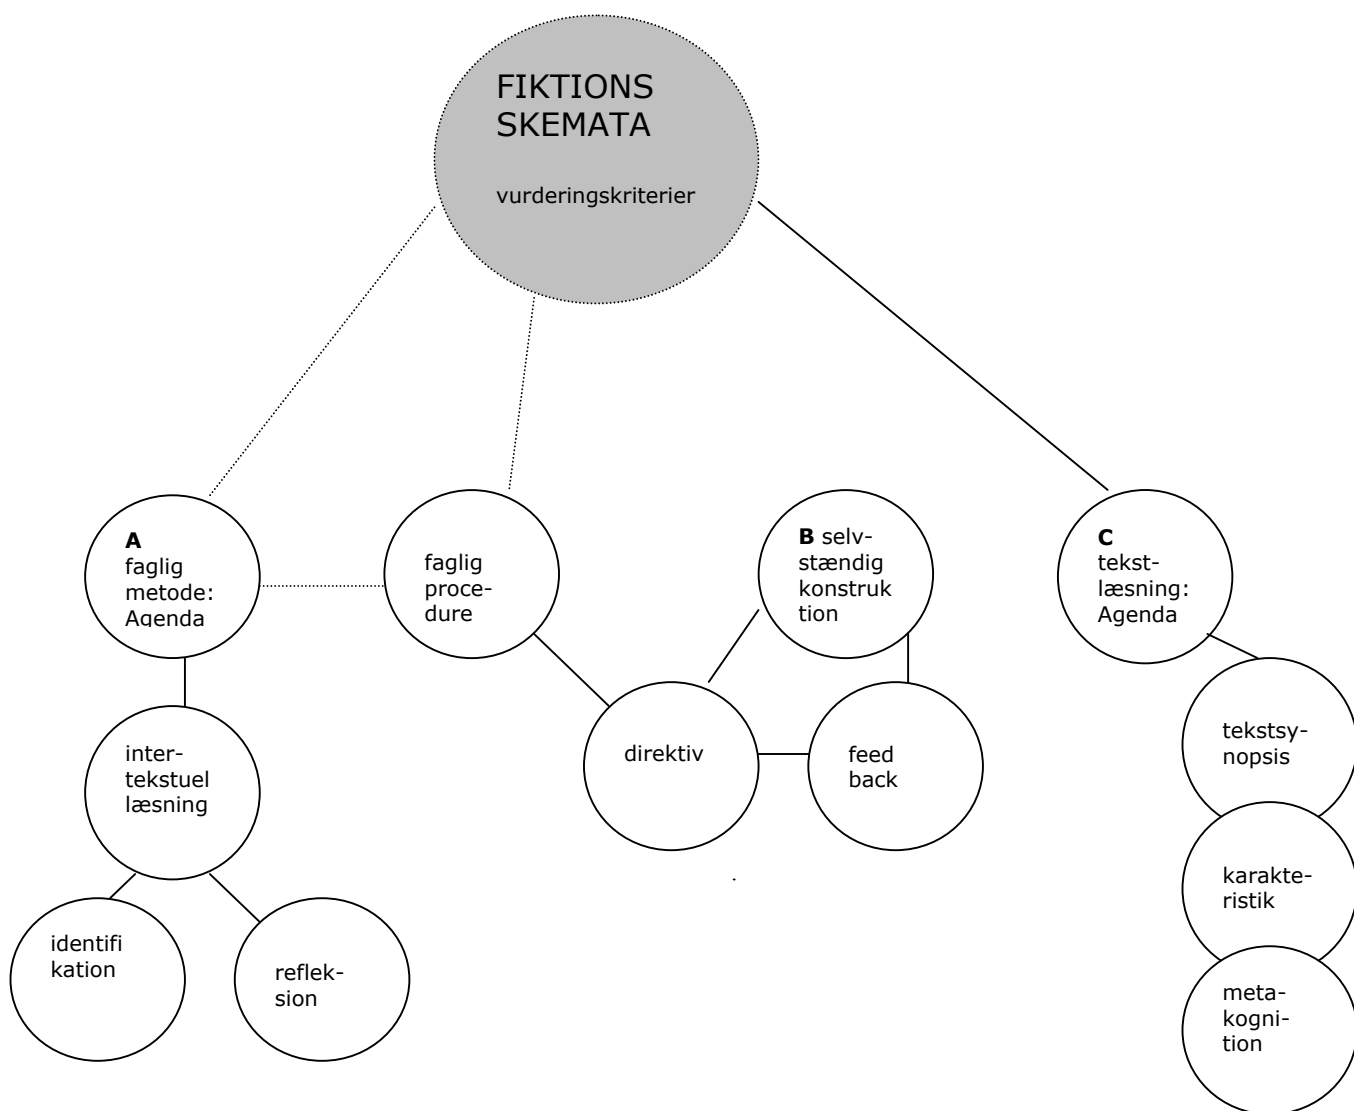 FIKTIONS
SKEMATA
vurderingskriterier
A
faglig
metode:
Agenda
faglig
proce-
dure
B selv-
stændig
konstruk
tion
C
tekst-
læsning:
Agenda
inter-
tekstuel
læsning
direktiv
feed
back
tekstsy-
nopsis
karakte-
ristik
identifi
kation
reflek-
sion
meta-
kogni-
tion